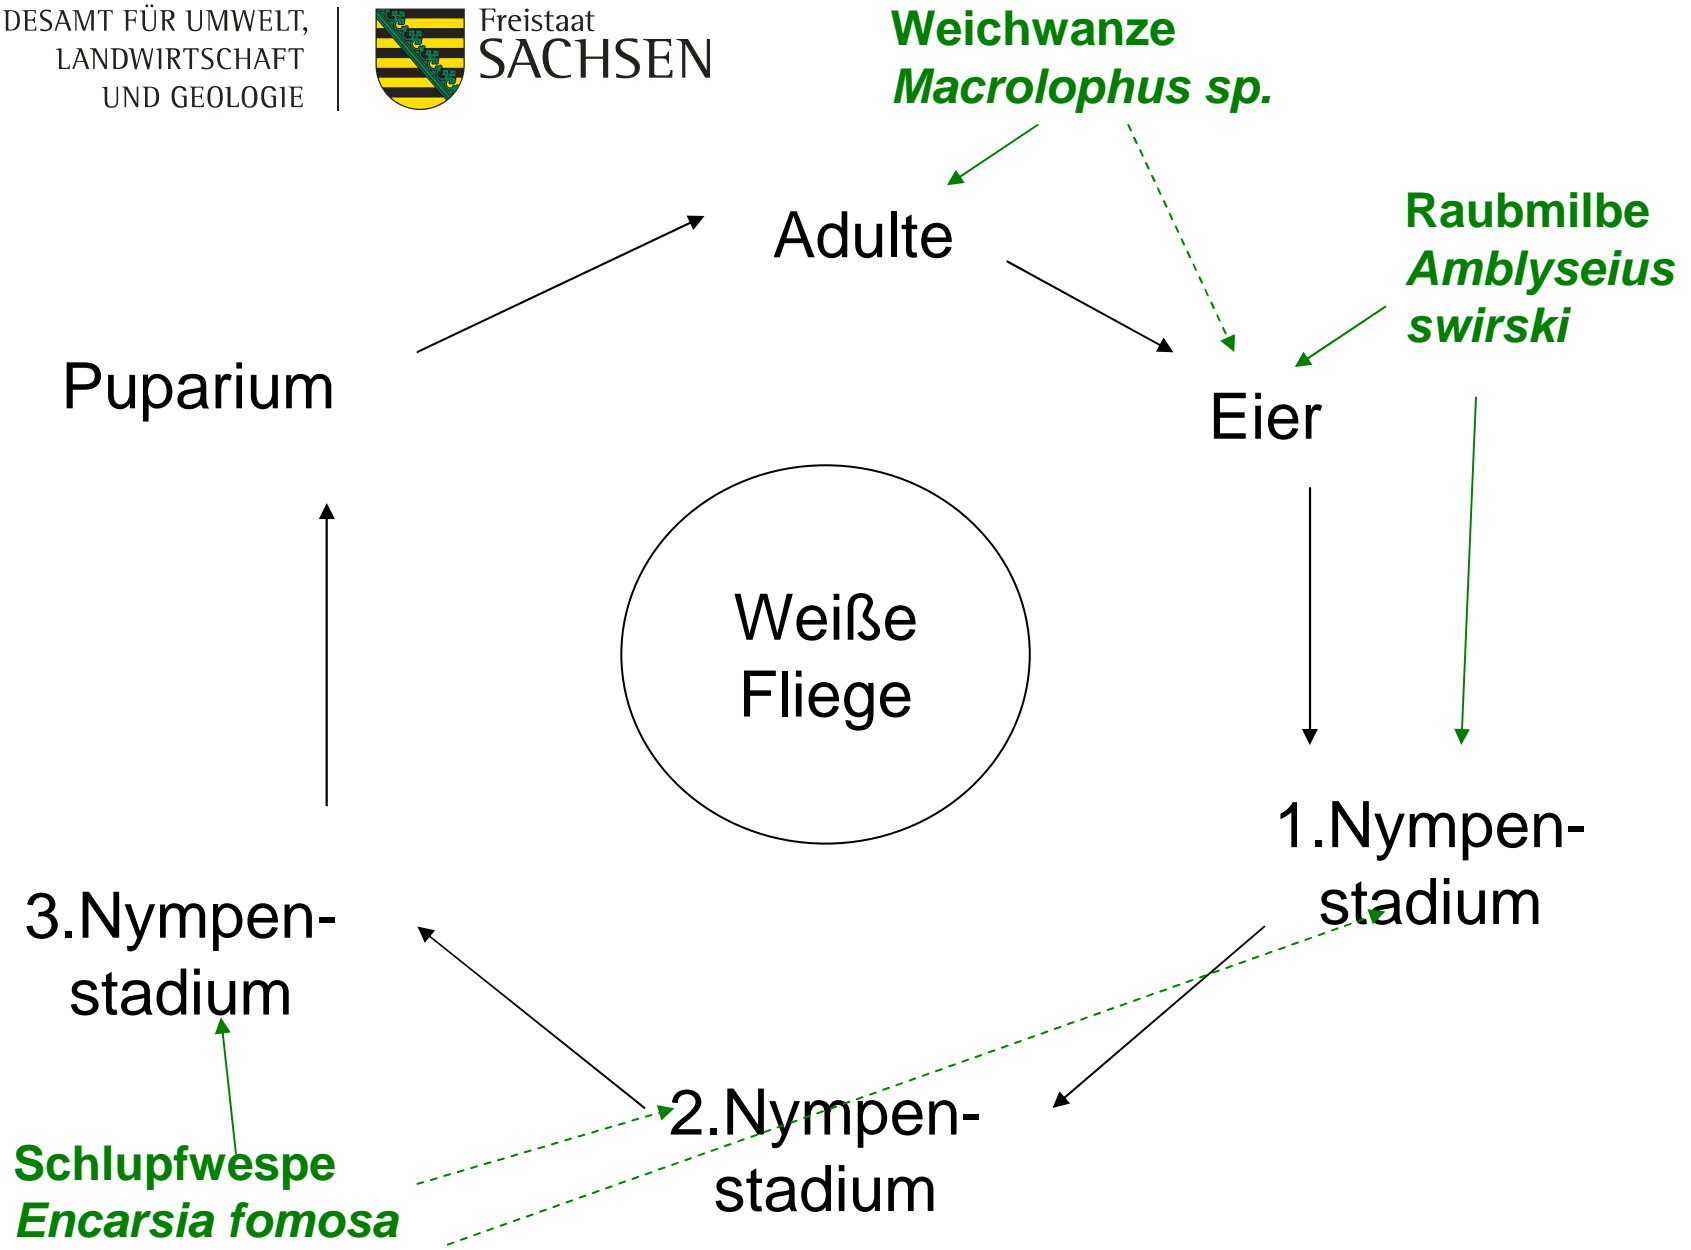 DESAMT FÜR UMWELT,
LANDWIRTSCHAFT
UND GEOLOGIE
Freistaat
SACHSEN
Weichwanze
Macrolophus sp.
Adulte
Raubmilbe
Amblyseius
swirski
Puparium
Eier
Weiße
Fliege
1.Nympen-
stadium
3.Nympen-
stadium
2.Nympen-
stadium
Schlupfwespe
Encarsia fomosa